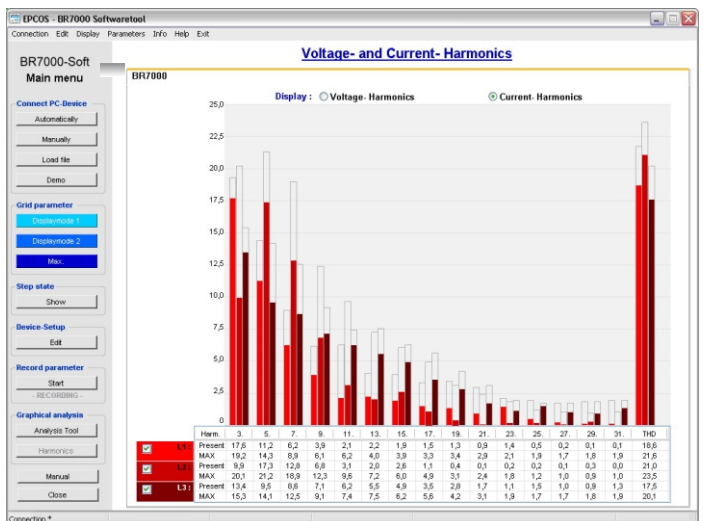 EPCOS - BR7000 Softwaretool
Connection Edit Display Parameters Info Help Exit
BR7000-Soft
Main menu
Connect PC-Device
Automatically
Manually
Load file
Demo
Grid parameter
Displaymode 1
Displaymode 2
Max.
Step state
Show
Device-Setup
Edit
Record parameter
Start
- RECORDING -
Graphical analysis
Analysis Tool
Harmonics
Manual
Close
Connection *
Voltage- and Current- Harmonics
BR7000
Display : Voltage- Harmonics Current- Harmonics
25,0
22,5
20,0
17,5
15,0
12,5
10,0
7,5
5,0
2,5
0
Harm. 3. 5. 7. 9. 11. 13. 15. 17. 19. 21. 23. 25. 27. 29. 31. THD
L1: Present 17,6 11,2 6,2 3,9 2,1 2,2 1,9 1,5 1,3 0,9 1,4 0,5 0,2 0,1 0,1 18,6
MAX 19,2 14,3 8,9 6,1 6,2 4,0 3,9 3,3 3,4 2,9 2,1 1,9 1,7 1,8 1,9 21,6
L2: Present 9,9 17,3 12,8 6,8 3,1 2,0 2,6 1,1 0,4 0,1 0,2 0,2 0,1 0,3 0,0 21,0
MAX 20,1 21,2 18,9 12,3 9,6 7,2 6,0 4,9 3,1 2,4 1,8 1,2 1,0 0,9 1,0 23,5
L3: Present 13,4 9,5 8,6 7,1 6,2 5,5 4,9 3,5 2,8 1,7 1,1 1,5 1,0 0,9 1,3 17,5
MAX 15,3 14,1 12,5 9,1 7,4 7,5 6,2 5,6 4,2 3,1 1,9 1,7 1,7 1,8 1,9 20,1